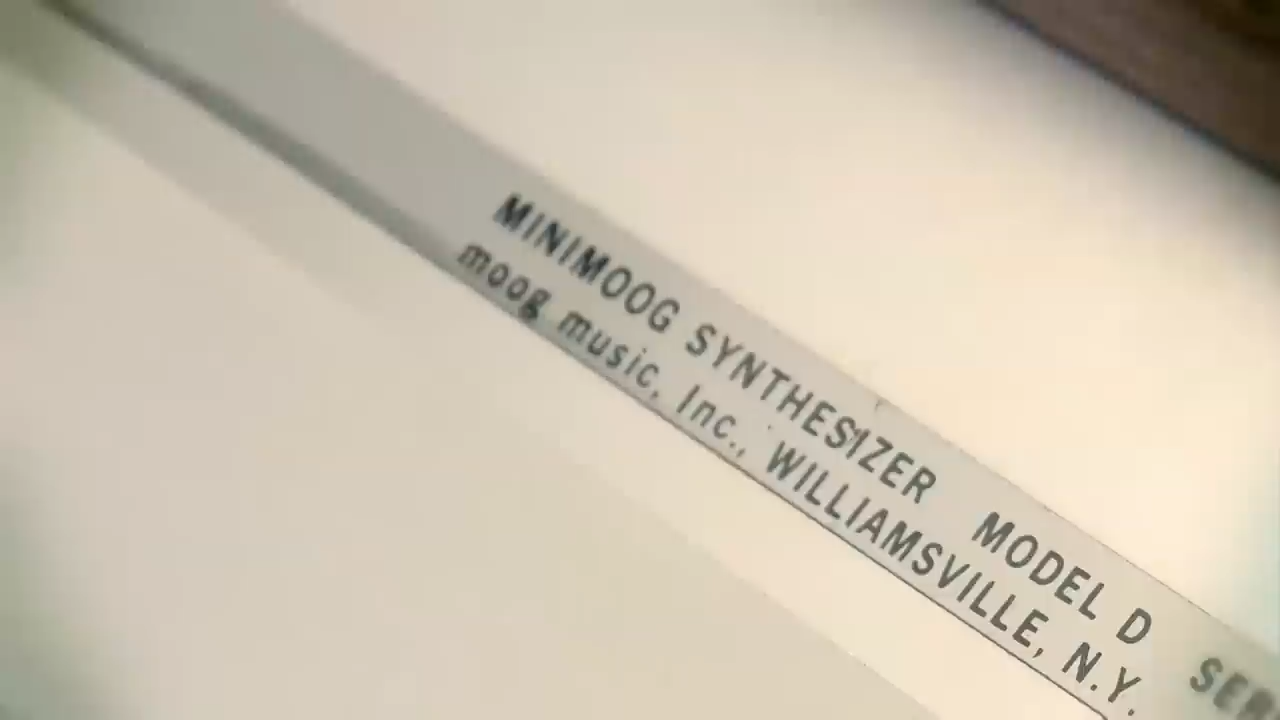 MINIMOOG SYNTHESIZER MODEL D
moog music, Inc., WILLIAMSVILLE, N.Y.